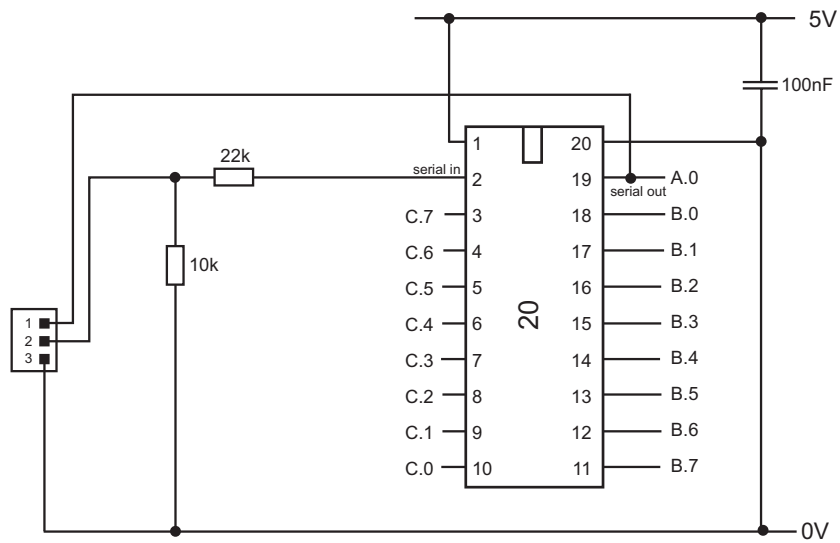 5V
100nF
22k
serial in
1
20
2
19
A.0
serial out
C.7
3
18
B.0
C.6
4
17
B.1
10k
C.5
5
16
B.2
20
1
C.4
6
15
B.3
2
3
C.3
7
14
B.4
C.2
8
13
B.5
C.1
9
12
B.6
C.0
10
11
B.7
0V